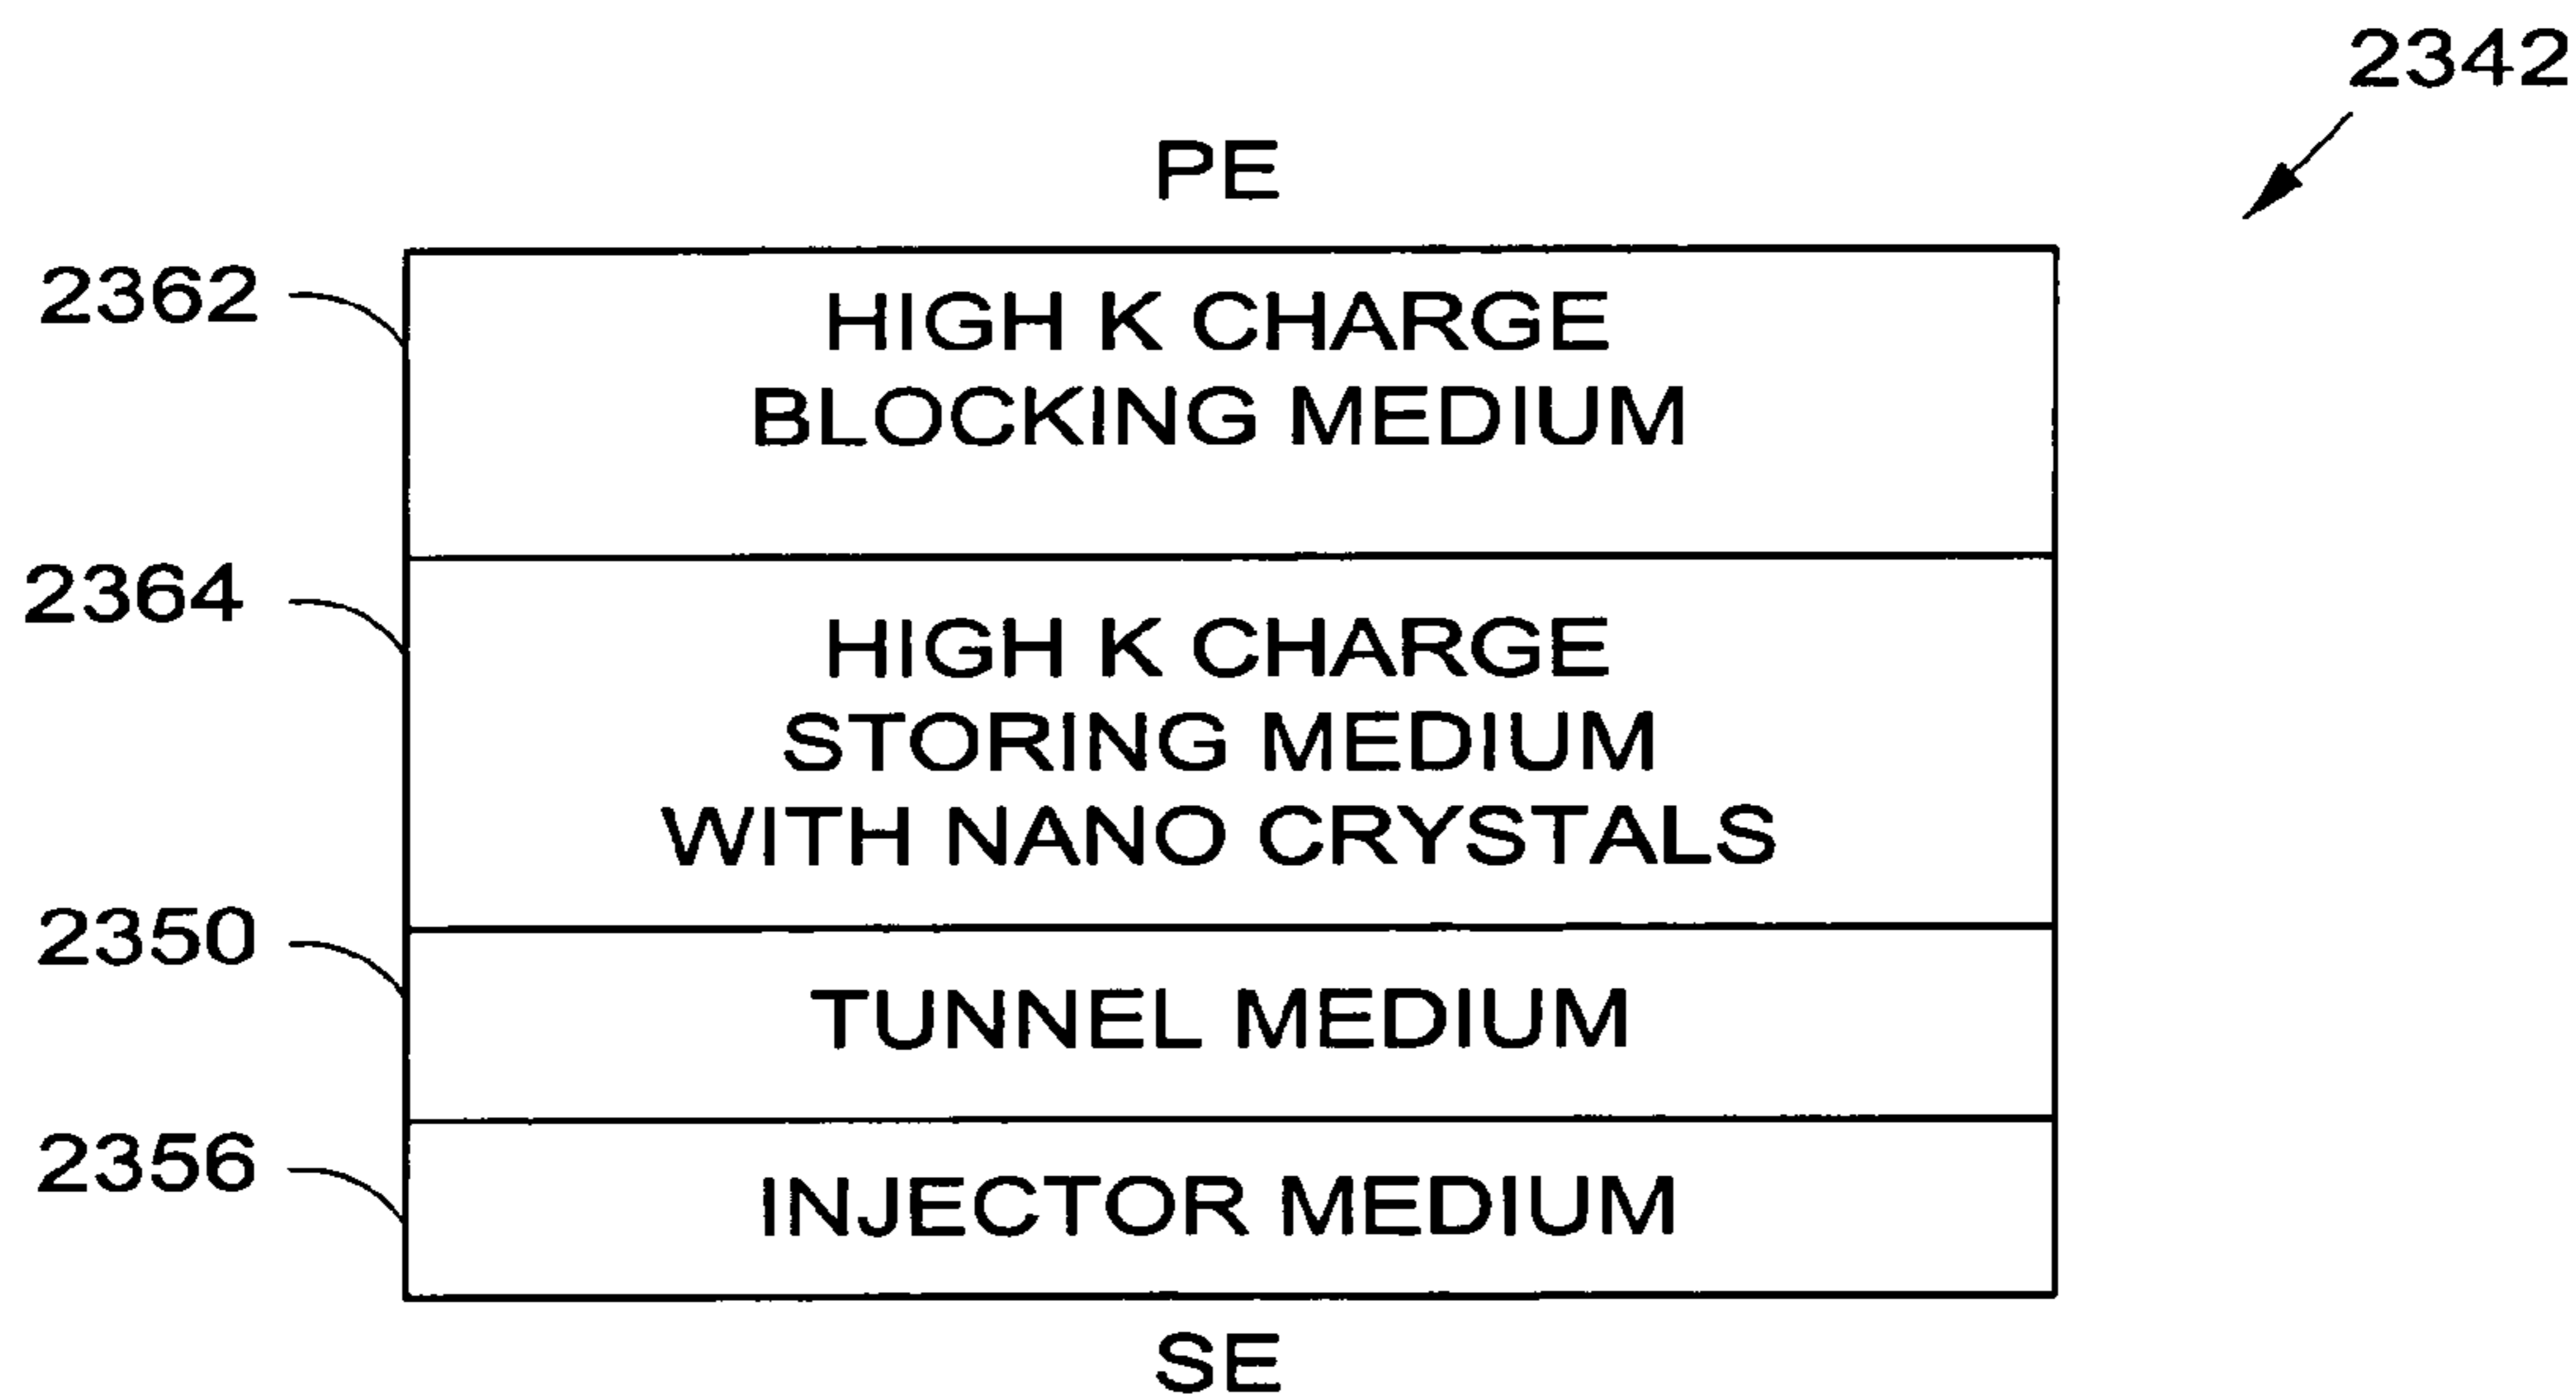 2342
PE
2362
HIGH K CHARGE
BLOCKING MEDIUM
2364
HIGH K CHARGE
STORING MEDIUM
WITH NANO CRYSTALS
2350
TUNNEL MEDIUM
2356
INJECTOR MEDIUM
SE